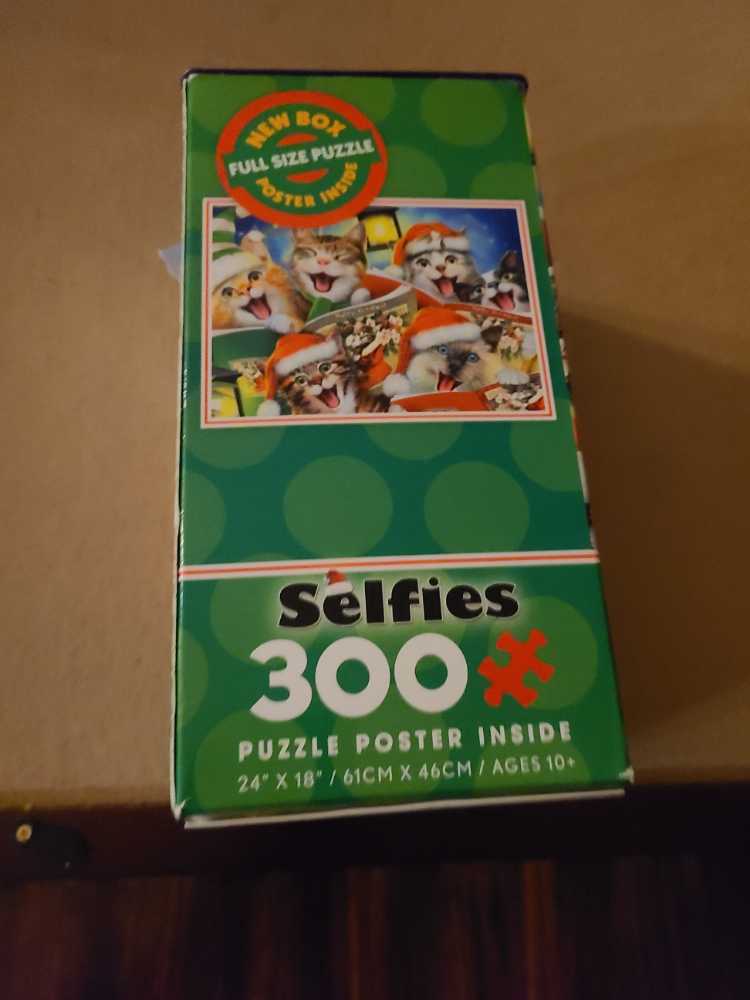 NEW BOX
FULL SIZE PUZZLE
POSTER INSIDE
Selfies
300
PUZZLE POSTER INSIDE
24" X 18" / 61CM X 46CM / AGES 10+